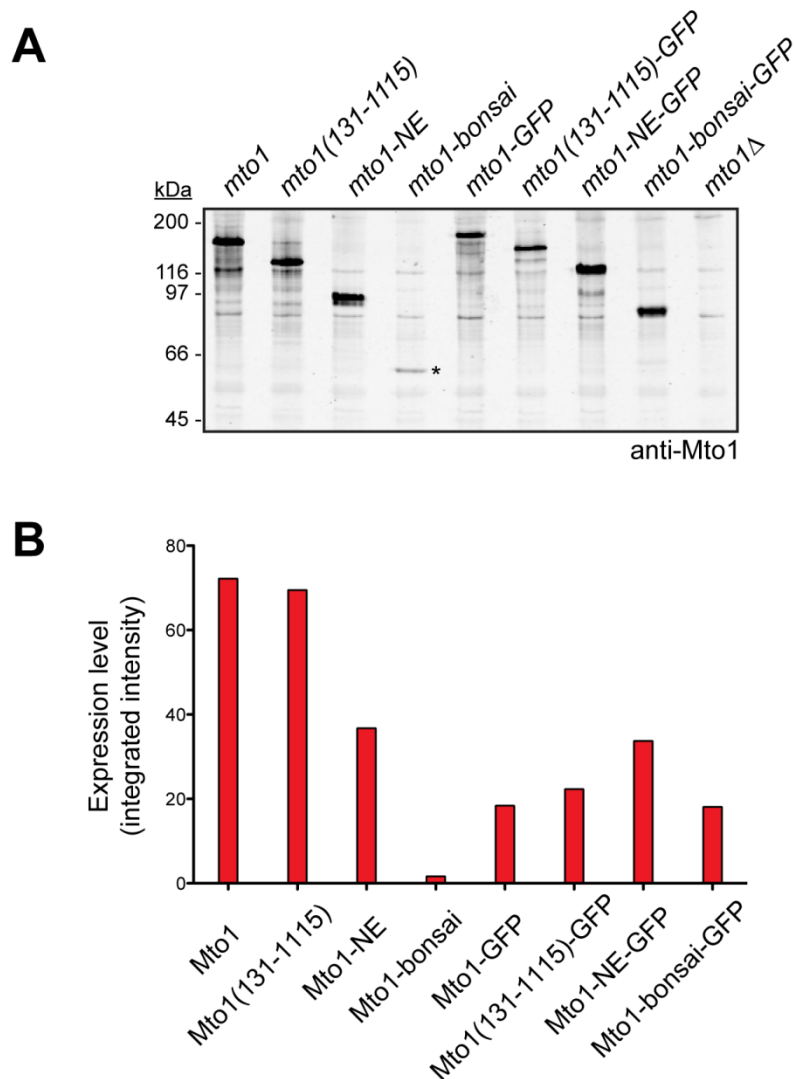 A
mto1
mto1(131-1115)
mto1-NE
mto1-bonsai
mto1-GFP
mto1(131-1115)-GFP
mto1-NE-GFP
mto1-bonsai-GFP
mto1Δ
kDa
200 -
116 -
97 -
66 -
45 -
*
anti-Mto1
B
Expression level
(integrated intensity)
80
60
40
20
0
Mto1
Mto1(131-1115)
Mto1-NE
Mto1-bonsai
Mto1-GFP
Mto1(131-1115)-GFP
Mto1-NE-GFP
Mto1-bonsai-GFP